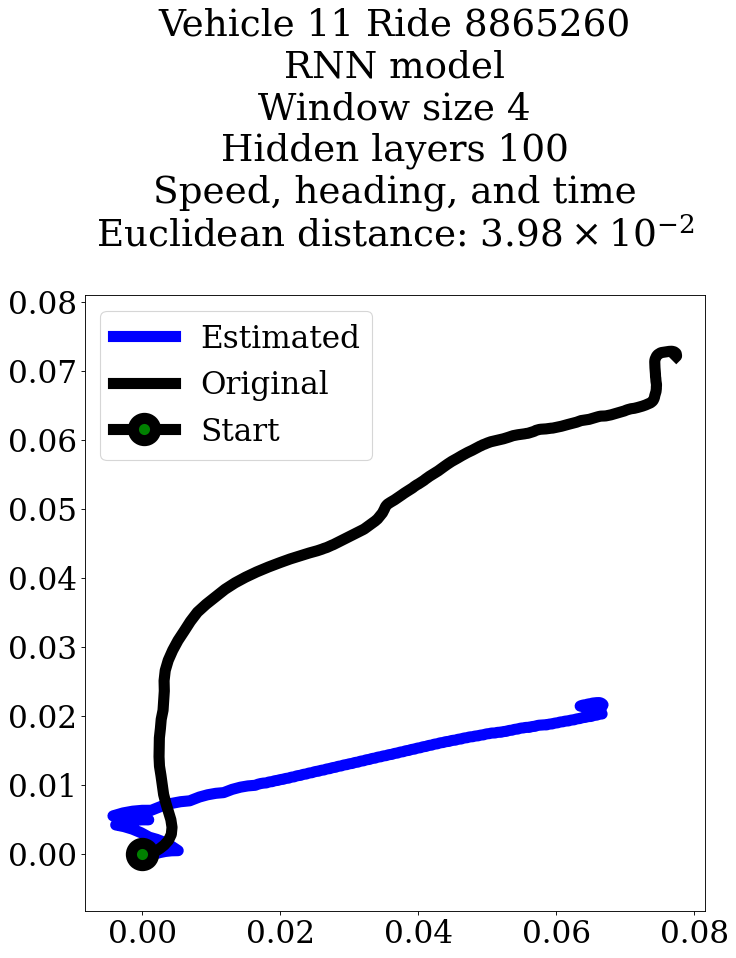 Vehicle 11 Ride 8865260
RNN model
Window size 4
Hidden layers 100
Speed, heading, and time
Euclidean distance: 3.98 × 10⁻²
0.08
0.07
0.06
0.05
0.04
0.03
0.02
0.01
0.00
Estimated
Original
Start
0.00 0.02 0.04 0.06 0.08